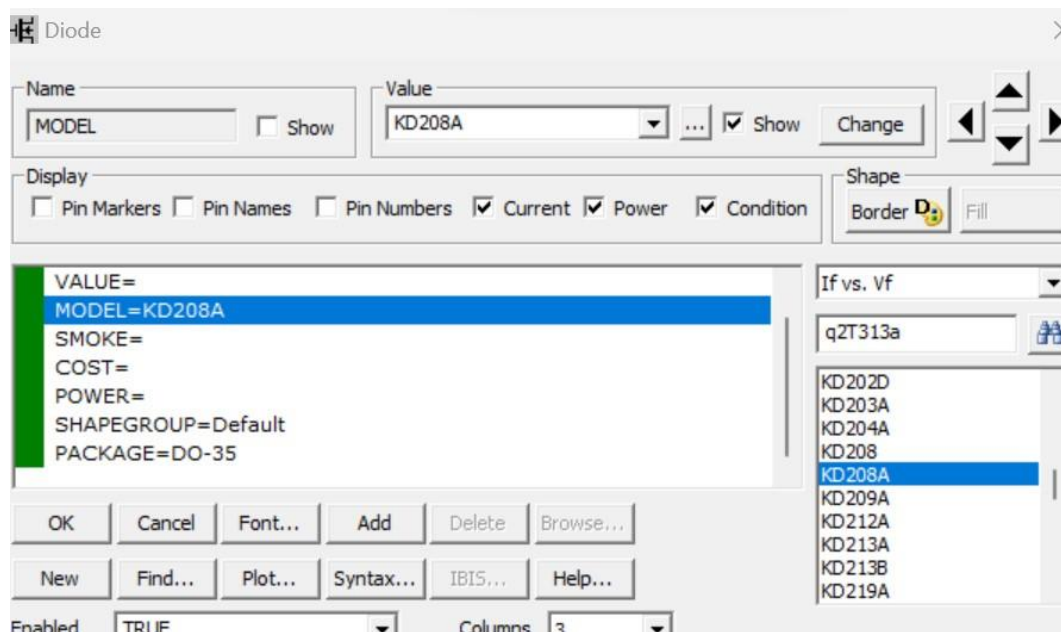 Diode
Name
MODEL
Show
Value
KD208A
...
Show
Change
Display
Pin Markers
Pin Names
Pin Numbers
Current
Power
Condition
Shape
Border
D
Fill
VALUE=
MODEL=KD208A
SMOKE=
COST=
POWER=
SHAPEGROUP=Default
PACKAGE=DO-35
If vs. Vf
q2T313a
KD202D
KD203A
KD204A
KD208
KD208A
KD209A
KD212A
KD213A
KD213B
KD219A
OK
Cancel
Font...
Add
Delete
Browse...
New
Find...
Plot...
Syntax...
IBIS...
Help...
Enabled
TRUE
Columns
3